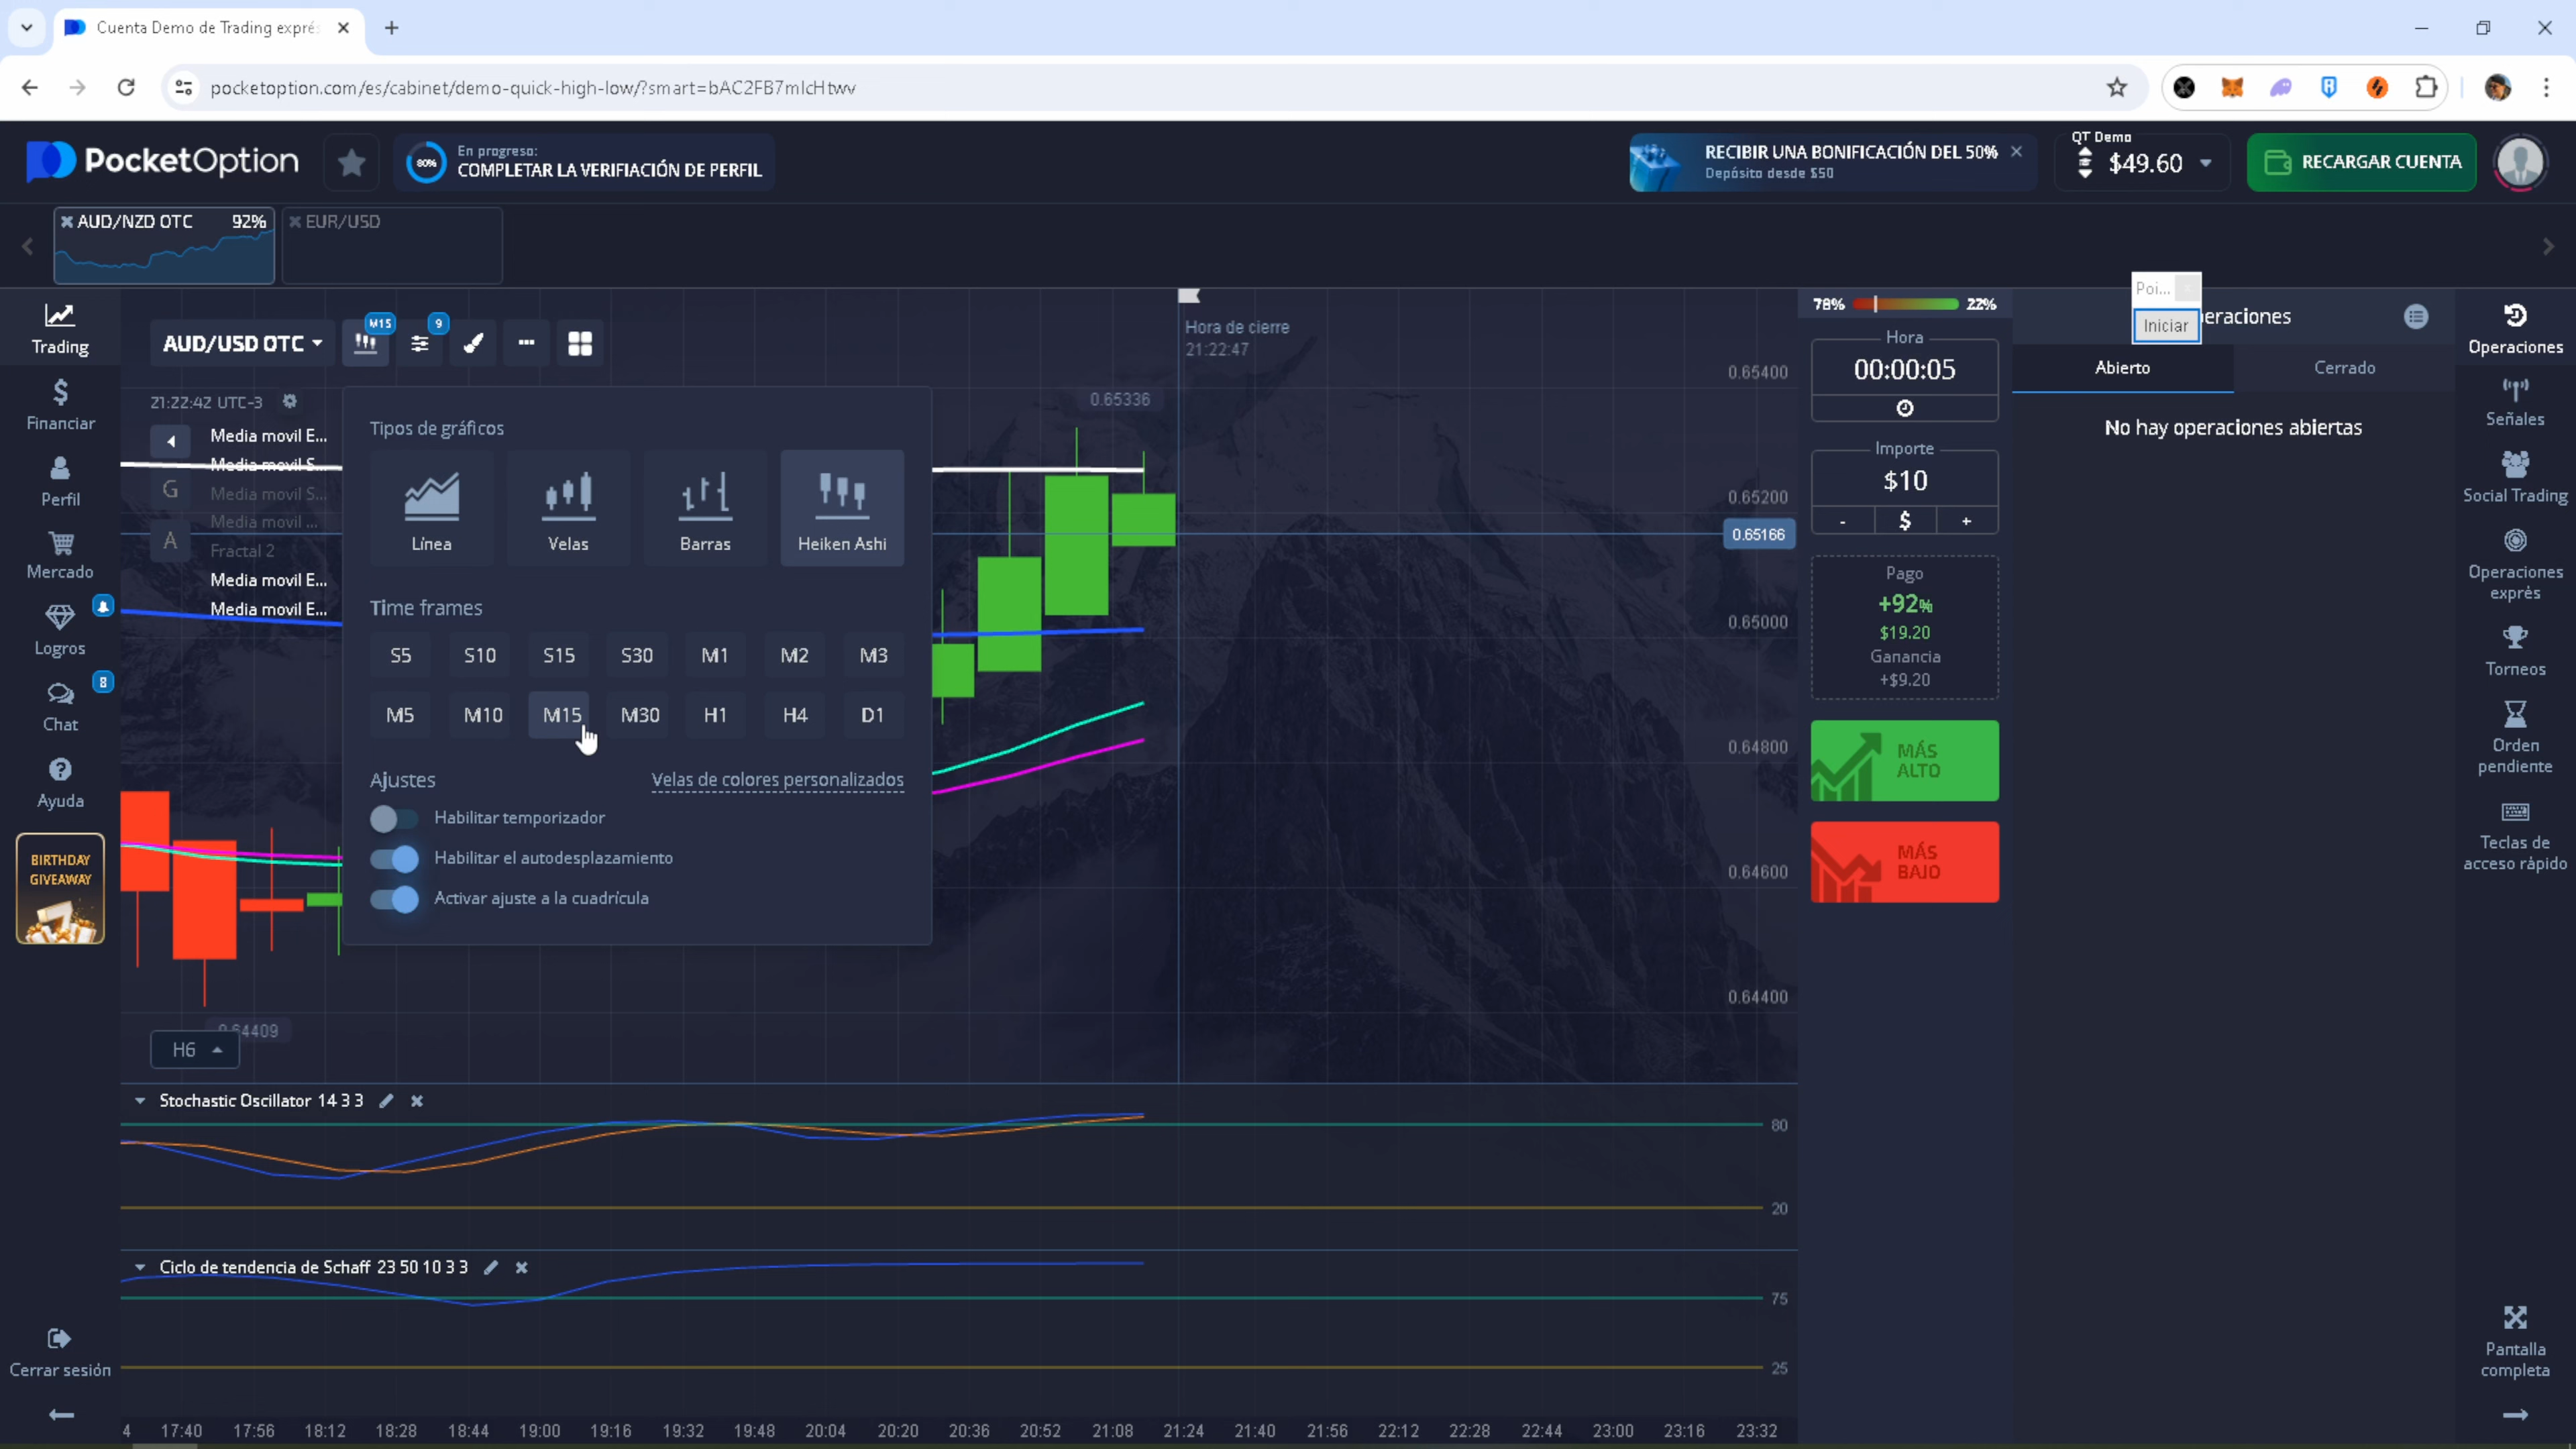 Cuenta Demo de Trading exprés
pocketoption.com/es/cabinet/demo-quick-high-low/?smart=bAC2FB7mlcHtwv
PocketOption
80%
En progreso:
COMPLETAR LA VERIFIACIÓN DE PERFIL
RECIBIR UNA BONIFICACIÓN DEL 50%
Depósito desde $50
QT Demo
$49.60
RECARGAR CUENTA
AUD/NZD OTC 92%
EUR/USD
Trading
Financiar
Perfil
Mercado
Logros
Chat
8
Ayuda
BIRTHDAY
GIVEAWAY
Cerrar sesión
AUD/USD OTC
M15
9
21:22:42 UTC-3
Media movil E...
Media movil S...
Media movil S...
Media movil ...
Fractal 2
Media movil E...
Media movil E...
G
A
Tipos de gráficos
Línea
Velas
Barras
Heiken Ashi
Time frames
S5 S10 S15 S30 M1 M2 M3
M5 M10 M15 M30 H1 H4 D1
Ajustes
Velas de colores personalizados
Habilitar temporizador
Habilitar el autodesplazamiento
Activar ajuste a la cuadrícula
Hora de cierre
21:22:47
0.65336
0.65400
0.65200
0.65166
0.65000
0.64800
0.64600
0.64400
0.64409
H6
Stochastic Oscillator 14 3 3
80
20
Ciclo de tendencia de Schaff 23 50 10 3 3
75
25
4 17:40 17:56 18:12 18:28 18:44 19:00 19:16 19:32 19:48 20:04 20:20 20:36 20:52 21:08 21:24 21:40 21:56 22:12 22:28 22:44 23:00 23:16 23:32
78% 22%
Hora
00:00:05
Importe
$10
- $ +
Pago
+92%
$19.20
Ganancia
+$9.20
MÁS
ALTO
MÁS
BAJO
Poi...
Iniciar
eraciones
Abierto
Cerrado
No hay operaciones abiertas
Operaciones
Señales
Social Trading
Operaciones
exprés
Torneos
Orden
pendiente
Teclas de
acceso rápido
Pantalla
completa